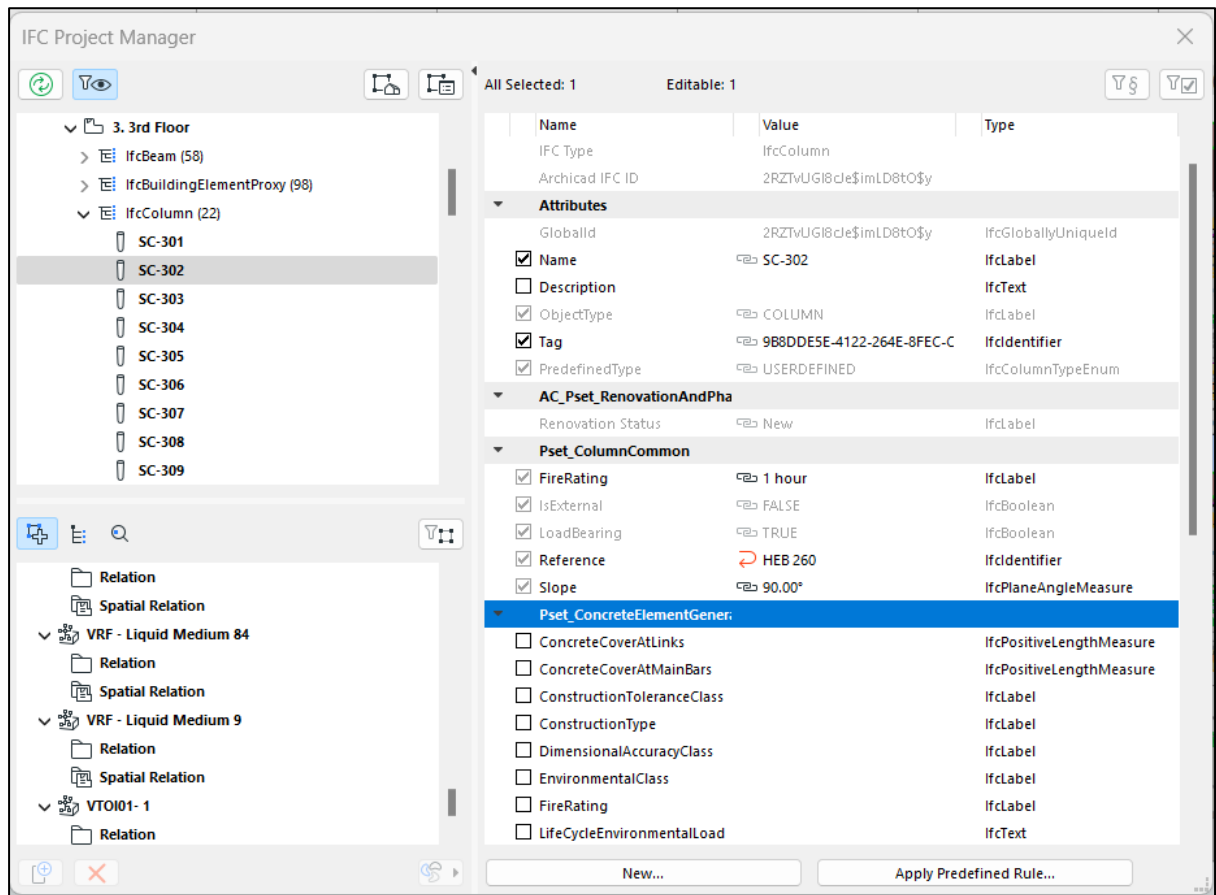 IFC Project Manager
All Selected: 1 Editable: 1
3. 3rd Floor
IfcBeam (58)
IfcBuildingElementProxy (98)
IfcColumn (22)
SC-301
SC-302
SC-303
SC-304
SC-305
SC-306
SC-307
SC-308
SC-309
Relation
Spatial Relation
VRF - Liquid Medium 84
Relation
Spatial Relation
VRF - Liquid Medium 9
Relation
Spatial Relation
VTOI01- 1
Relation
Name Value Type
IFC Type IfcColumn
Archicad IFC ID 2RZTvUGI8cJe$imLD8tO$y
Attributes
GlobalId 2RZTvUGI8cJe$imLD8tO$y IfcGloballyUniqueId
Name SC-302 IfcLabel
Description IfcText
ObjectType COLUMN IfcLabel
Tag 9B8DDE5E-4122-264E-8FEC-C IfcIdentifier
PredefinedType USERDEFINED IfcColumnTypeEnum
AC_Pset_RenovationAndPha
Renovation Status New IfcLabel
Pset_ColumnCommon
FireRating 1 hour IfcLabel
IsExternal FALSE IfcBoolean
LoadBearing TRUE IfcBoolean
Reference HEB 260 IfcIdentifier
Slope 90.00° IfcPlaneAngleMeasure
Pset_ConcreteElementGenera
ConcreteCoverAtLinks IfcPositiveLengthMeasure
ConcreteCoverAtMainBars IfcPositiveLengthMeasure
ConstructionToleranceClass IfcLabel
ConstructionType IfcLabel
DimensionalAccuracyClass IfcLabel
EnvironmentalClass IfcLabel
FireRating IfcLabel
LifeCycleEnvironmentalLoad IfcText
New... Apply Predefined Rule...